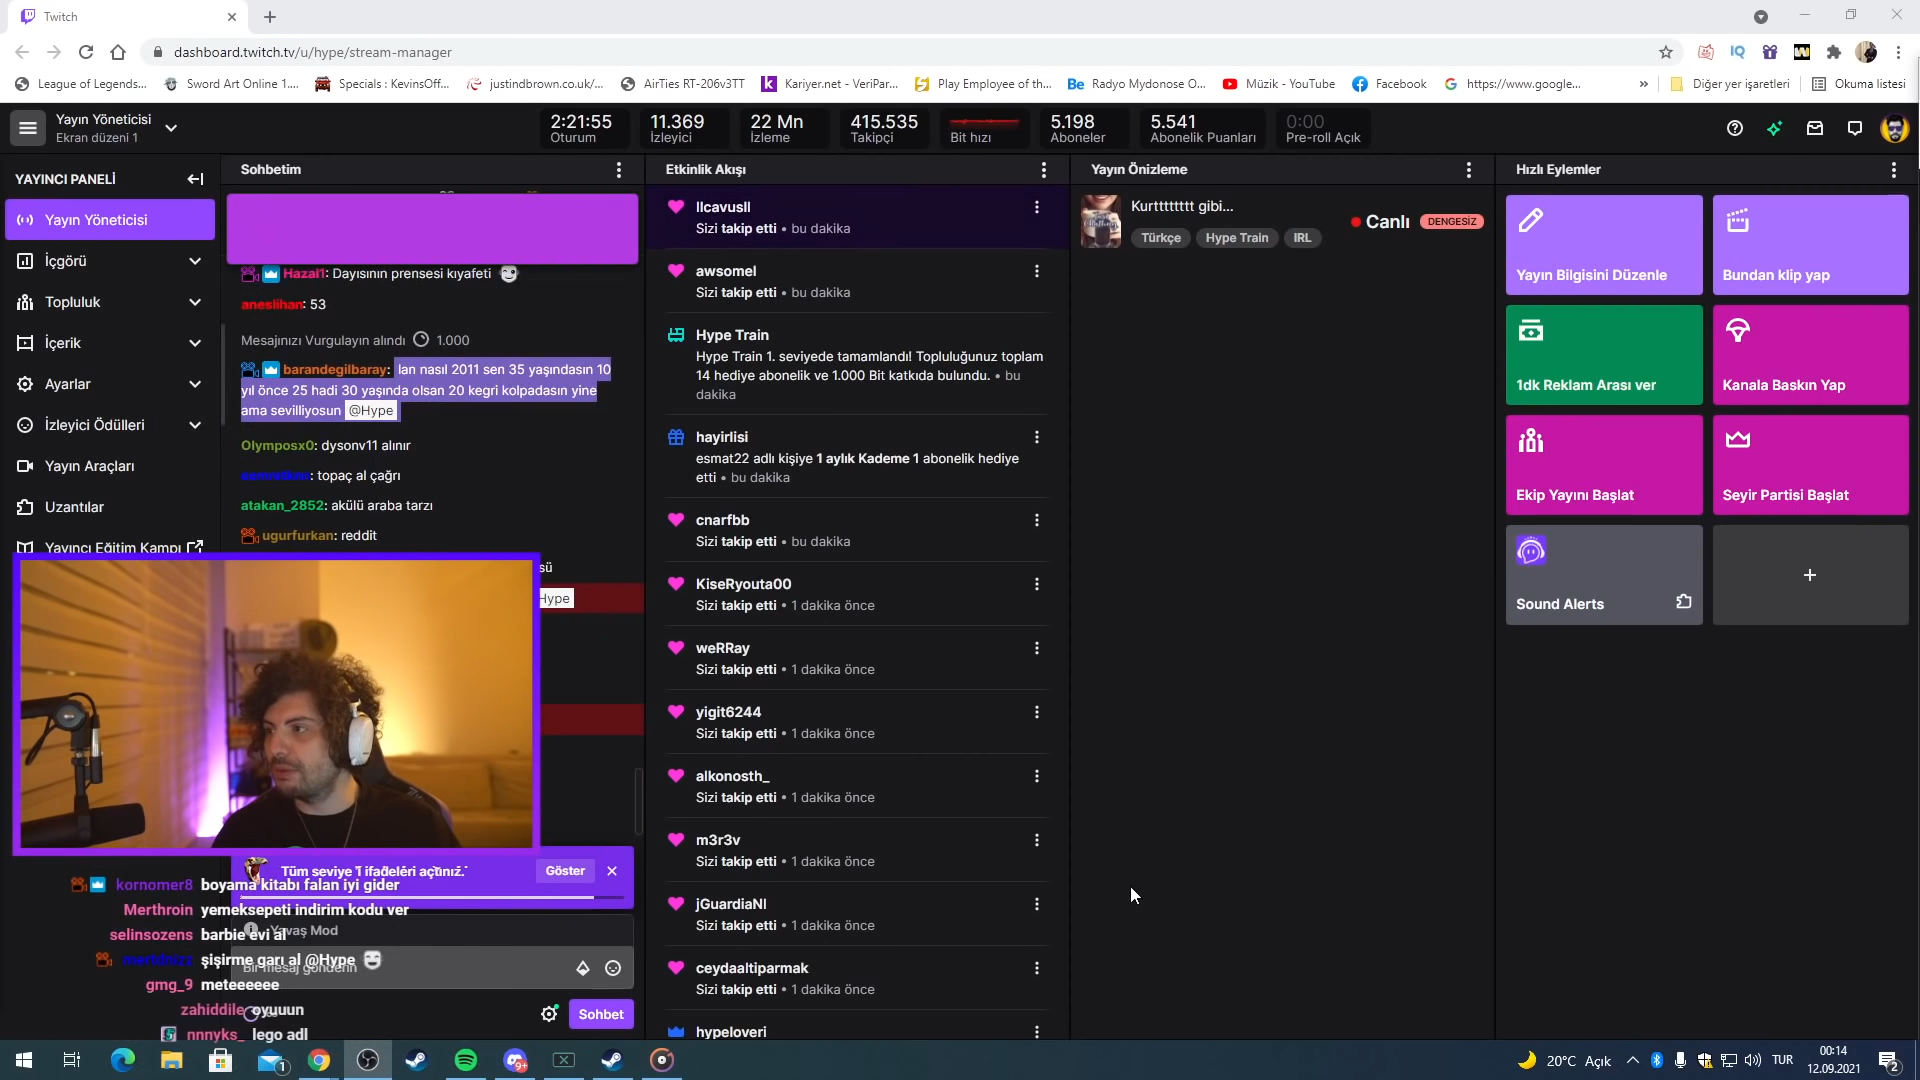 Twitch
dashboard.twitch.tv/u/hype/stream-manager
League of Legends...
Sword Art Online 1....
Specials : KevinsOff...
justindbrown.co.uk/...
AirTies RT-206v3TT
Kariyer.net - VeriPar...
Play Employee of th...
Radyo Mydonose O...
Müzik - YouTube
Facebook
https://www.google...
»
Diğer yer işaretleri
Okuma listesi
Yayın Yöneticisi
Ekran düzeni 1
2:21:55
Oturum
11.369
İzleyici
22 Mn
İzleme
415.535
Takipçi
Bit hızı
5.198
Aboneler
5.541
Abonelik Puanları
0:00
Pre-roll Açık
YAYINCI PANELİ
Yayın Yöneticisi
İçgörü
Topluluk
İçerik
Ayarlar
İzleyici Ödülleri
Yayın Araçları
Uzantılar
Yayıncı Eğitim Kampı
Sohbetim
Hazal1: Dayısının prensesi kıyafeti
aneslihan: 53
Mesajınızı Vurgulayın alındı 1.000
barandegilbaray: lan nasıl 2011 sen 35 yaşındasın 10
yıl önce 25 hadi 30 yaşında olsan 20 kegri kolpadasın yine
ama sevilliyosun @Hype
Olymposx0: dysonv11 alınır
topaç al çağrı
atakan_2852: akülü araba tarzı
ugurfurkan: reddit
sü
Hype
Tüm seviye 1 ifadeleri açtınız.
Göster
Yavaş Mod
Bir mesaj gönderin
Sohbet
kornomer8 boyama kitabı falan iyi gider
Merthroin yemeksepeti indirim kodu ver
selinsozens barbie evi al
şişirme garı al @Hype
gmg_9 meteeeeee
zahiddile oyuuun
nnnyks_ lego adl
Etkinlik Akışı
llcavusll
Sizi takip etti • bu dakika
awsomel
Sizi takip etti • bu dakika
Hype Train
Hype Train 1. seviyede tamamlandı! Topluluğunuz toplam
14 hediye abonelik ve 1.000 Bit katkıda bulundu. • bu
dakika
hayirlisi
esmat22 adlı kişiye 1 aylık Kademe 1 abonelik hediye
etti • bu dakika
cnarfbb
Sizi takip etti • bu dakika
KiseRyouta00
Sizi takip etti • 1 dakika önce
weRRay
Sizi takip etti • 1 dakika önce
yigit6244
Sizi takip etti • 1 dakika önce
alkonosth_
Sizi takip etti • 1 dakika önce
m3r3v
Sizi takip etti • 1 dakika önce
jGuardiaNl
Sizi takip etti • 1 dakika önce
ceydaaltiparmak
Sizi takip etti • 1 dakika önce
hypeloveri
Yayın Önizleme
Kurtttttttt gibi...
Türkçe
Hype Train
IRL
Canlı
DENGESİZ
Hızlı Eylemler
Yayın Bilgisini Düzenle
Bundan klip yap
1dk Reklam Arası ver
Kanala Baskın Yap
Ekip Yayını Başlat
Seyir Partisi Başlat
Sound Alerts
+
1
9+
20°C Açık
TUR
00:14
12.09.2021
2